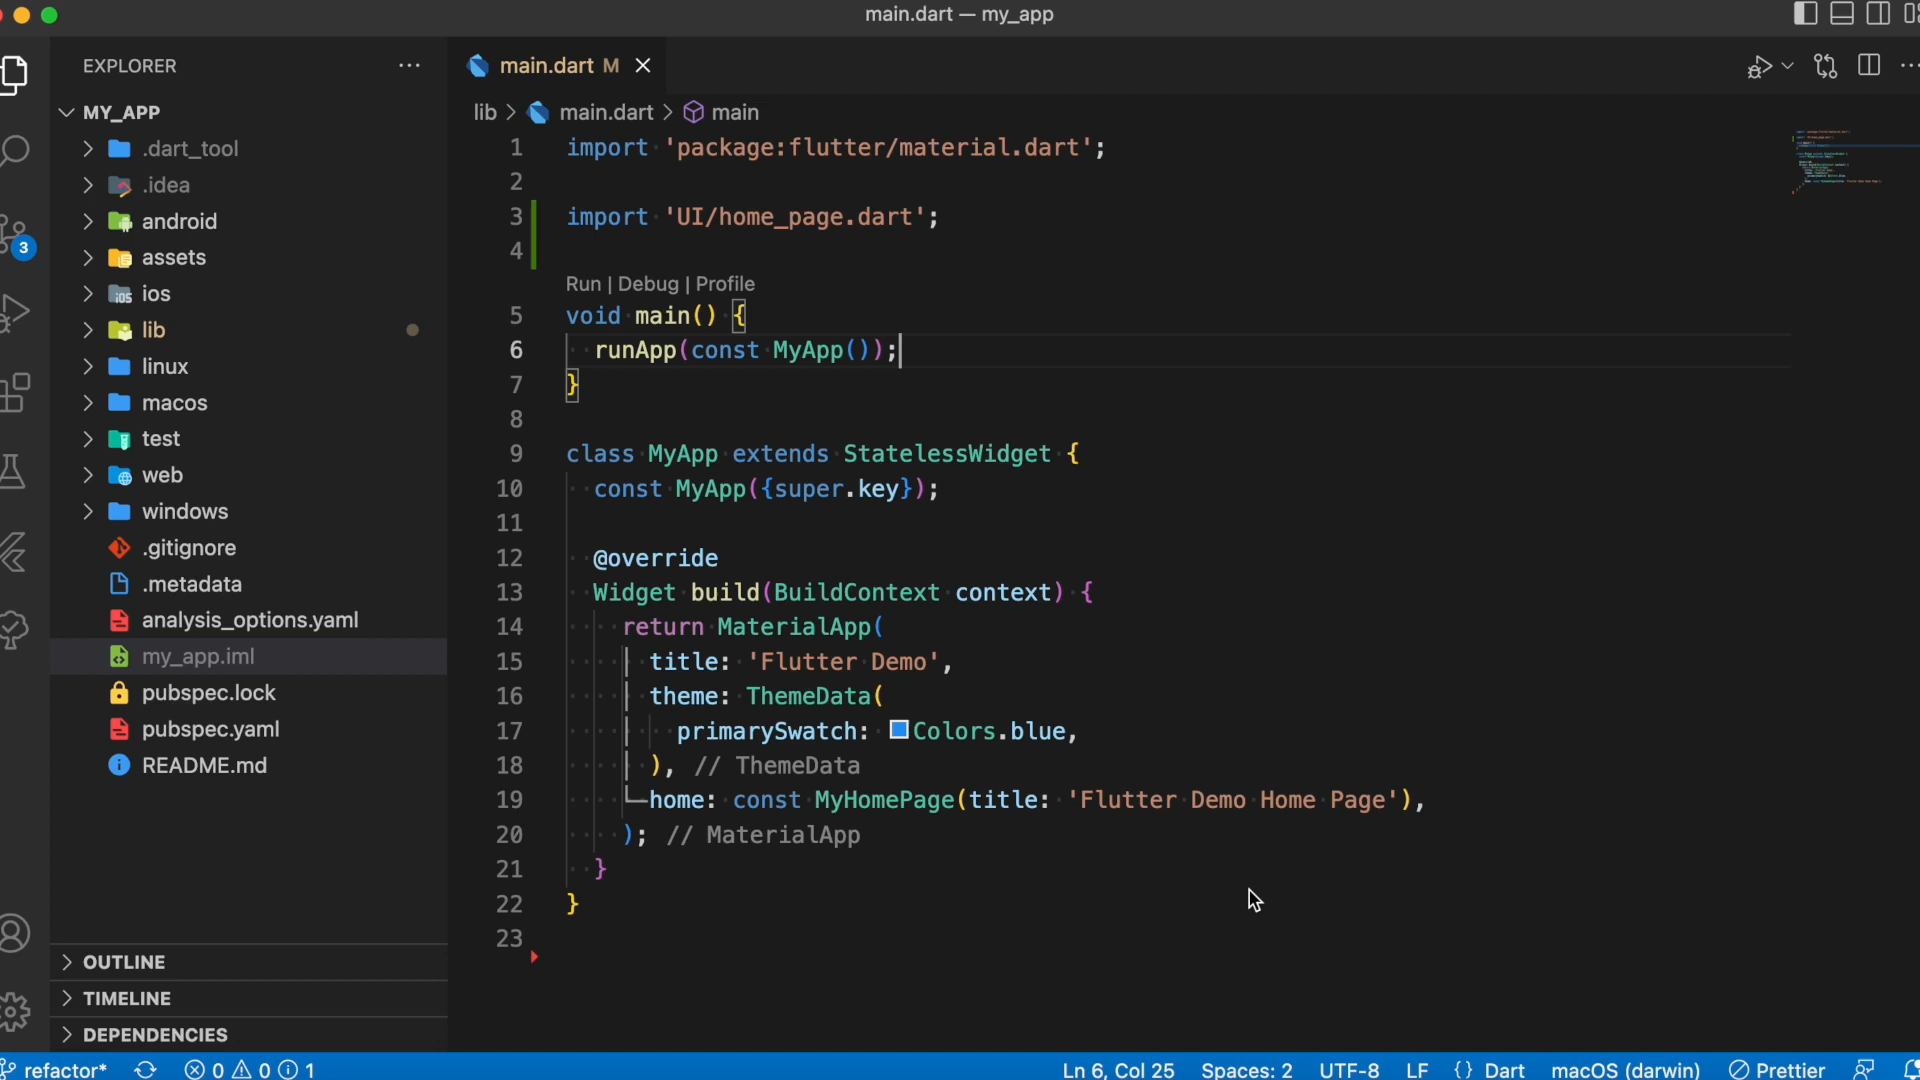 main.dart — my_app
EXPLORER
MY_APP
.dart_tool
.idea
android
assets
ios
lib
linux
macos
test
web
windows
.gitignore
.metadata
analysis_options.yaml
my_app.iml
pubspec.lock
pubspec.yaml
README.md
OUTLINE
TIMELINE
DEPENDENCIES
3
main.dart M
lib > main.dart > main
1 import 'package:flutter/material.dart';
2
3 import 'UI/home_page.dart';
4
Run | Debug | Profile
5 void main() {
6 runApp(const MyApp());
7 }
8
9 class MyApp extends StatelessWidget {
10 const MyApp({super.key});
11
12 @override
13 Widget build(BuildContext context) {
14 return MaterialApp(
15 title: 'Flutter Demo',
16 theme: ThemeData(
17 primarySwatch: Colors.blue,
18 ), // ThemeData
19 home: const MyHomePage(title: 'Flutter Demo Home Page'),
20 ); // MaterialApp
21 }
22 }
23
refactor* 0 0 1 Ln 6, Col 25 Spaces: 2 UTF-8 LF {} Dart macOS (darwin) Prettier